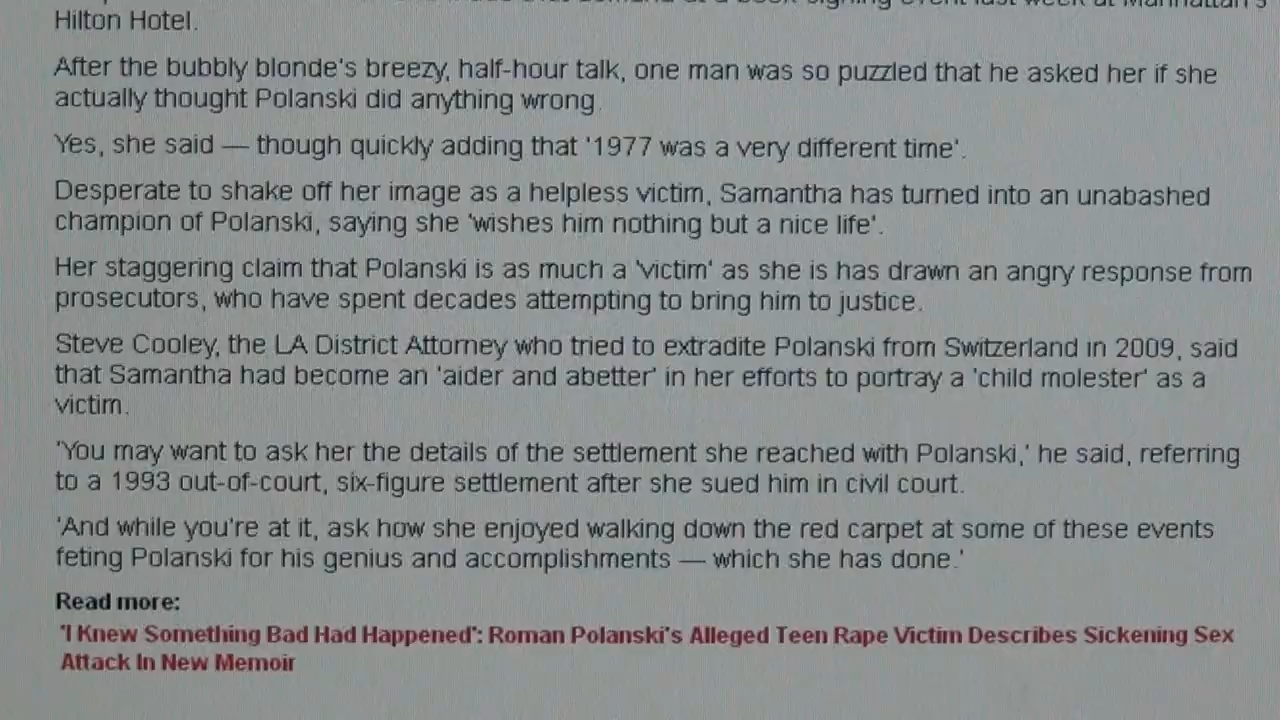 Hilton Hotel.
After the bubbly blonde's breezy, half-hour talk, one man was so puzzled that he asked her if she
actually thought Polanski did anything wrong.
Yes, she said — though quickly adding that '1977 was a very different time'.
Desperate to shake off her image as a helpless victim, Samantha has turned into an unabashed
champion of Polanski, saying she 'wishes him nothing but a nice life'.
Her staggering claim that Polanski is as much a 'victim' as she is has drawn an angry response from
prosecutors, who have spent decades attempting to bring him to justice.
Steve Cooley, the LA District Attorney who tried to extradite Polanski from Switzerland in 2009, said
that Samantha had become an 'aider and abetter' in her efforts to portray a 'child molester' as a
victim.
'You may want to ask her the details of the settlement she reached with Polanski,' he said, referring
to a 1993 out-of-court, six-figure settlement after she sued him in civil court.
'And while you're at it, ask how she enjoyed walking down the red carpet at some of these events
feting Polanski for his genius and accomplishments — which she has done.'
Read more:
'I Knew Something Bad Had Happened': Roman Polanski's Alleged Teen Rape Victim Describes Sickening Sex
Attack In New Memoir